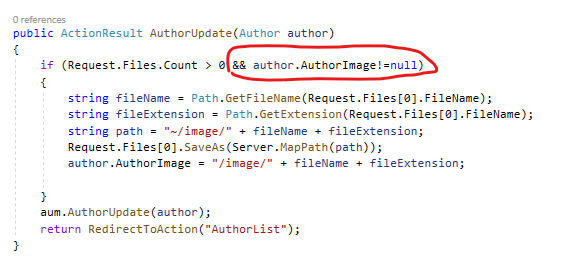 0 references
public ActionResult AuthorUpdate(Author author)
{
if (Request.Files.Count > 0 && author.AuthorImage!=null)
{
string fileName = Path.GetFileName(Request.Files[0].FileName);
string fileExtension = Path.GetExtension(Request.Files[0].FileName);
string path = "~/image/" + fileName + fileExtension;
Request.Files[0].SaveAs(Server.MapPath(path));
author.AuthorImage = "/image/" + fileName + fileExtension;
}
aum.AuthorUpdate(author);
return RedirectToAction("AuthorList");
}